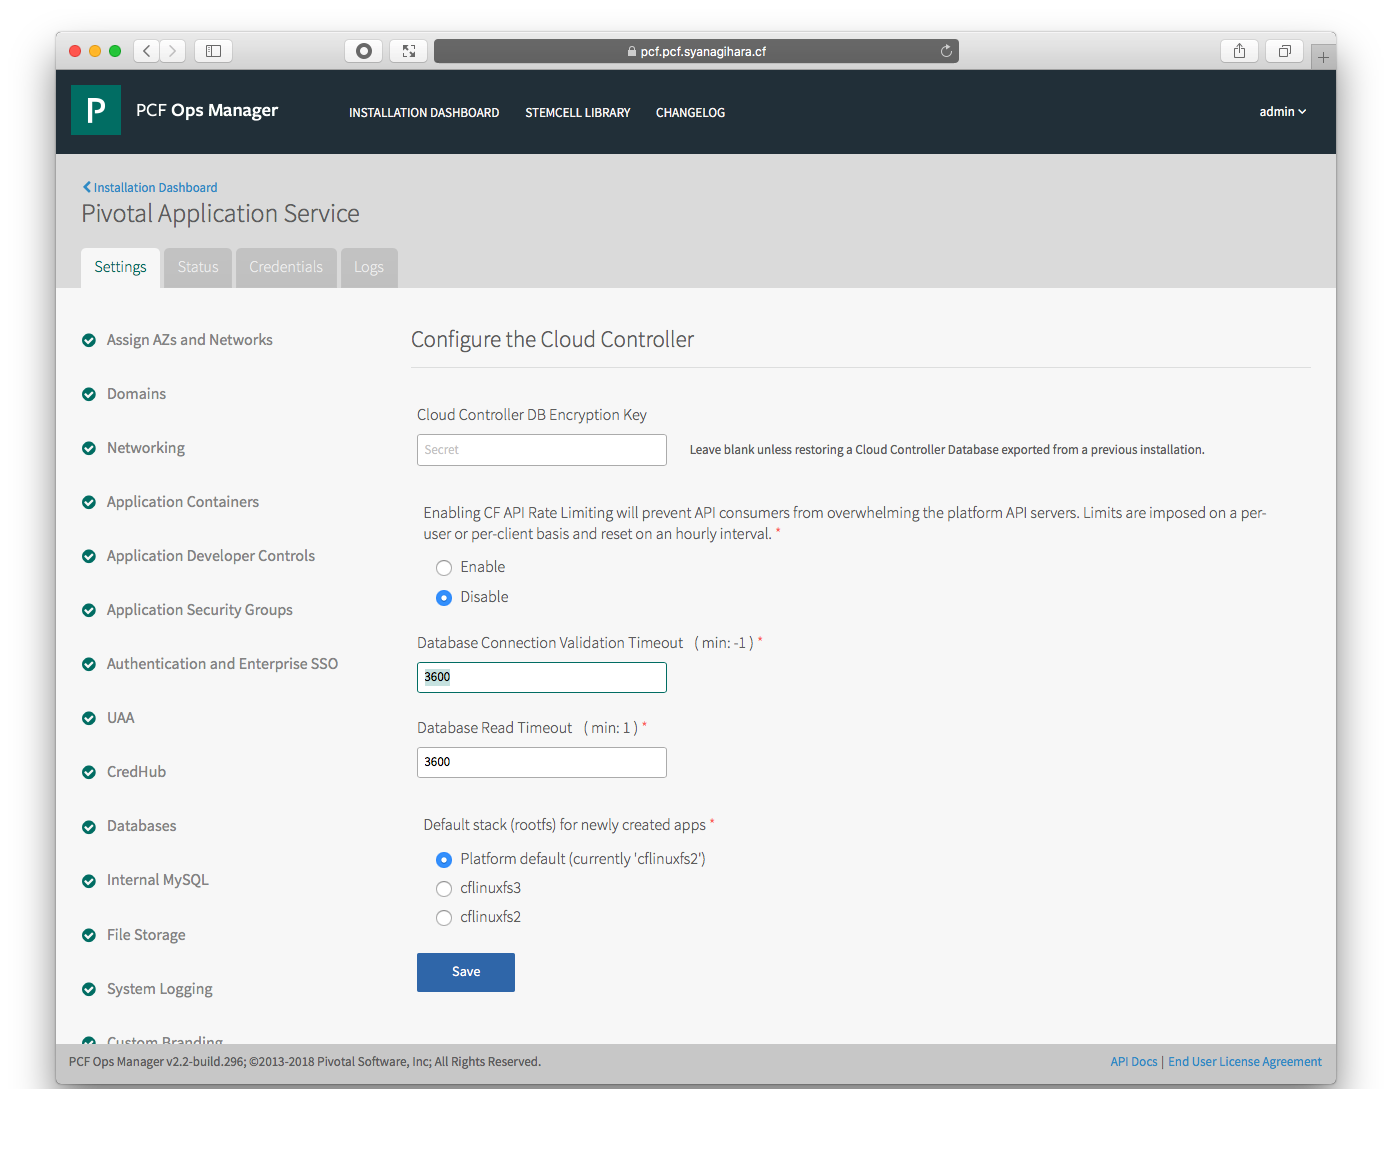 pcf.pcf.syanagihara.cf
P
PCF Ops Manager
INSTALLATION DASHBOARD
STEMCELL LIBRARY
CHANGELOG
admin
Installation Dashboard
Pivotal Application Service
Settings
Status
Credentials
Logs
Assign AZs and Networks
Domains
Networking
Application Containers
Application Developer Controls
Application Security Groups
Authentication and Enterprise SSO
UAA
CredHub
Databases
Internal MySQL
File Storage
System Logging
Custom Branding
Configure the Cloud Controller
Cloud Controller DB Encryption Key
Secret
Leave blank unless restoring a Cloud Controller Database exported from a previous installation.
Enabling CF API Rate Limiting will prevent API consumers from overwhelming the platform API servers. Limits are imposed on a per-
user or per-client basis and reset on an hourly interval. *
Enable
Disable
Database Connection Validation Timeout ( min: -1 ) *
3600
Database Read Timeout ( min: 1 ) *
3600
Default stack (rootfs) for newly created apps *
Platform default (currently 'cflinuxfs2')
cflinuxfs3
cflinuxfs2
Save
PCF Ops Manager v2.2-build.296; ©2013-2018 Pivotal Software, Inc; All Rights Reserved.
API Docs | End User License Agreement